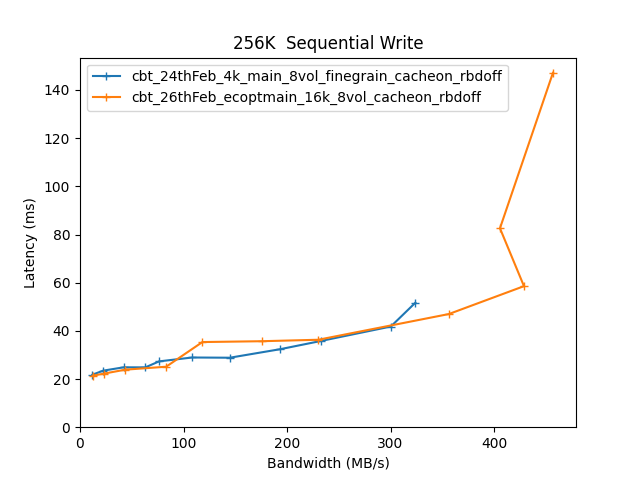 256K  Sequential Write
cbt_24thFeb_4k_main_8vol_finegrain_cacheon_rbdoff
cbt_26thFeb_ecoptmain_16k_8vol_cacheon_rbdoff
140
120
100
80
60
40
20
0
Latency (ms)
0 100 200 300 400
Bandwidth (MB/s)